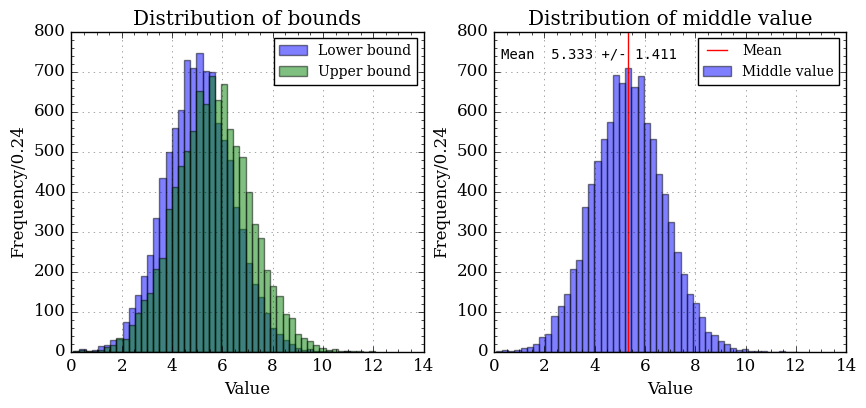 Distribution of bounds
800
700
600
500
400
300
200
100
0
Frequency/0.24
Lower bound
Upper bound
0 2 4 6 8 10 12 14
Value
Distribution of middle value
800
700
600
500
400
300
200
100
0
Frequency/0.24
Mean 5.333 +/- 1.411
Mean
Middle value
0 2 4 6 8 10 12 14
Value